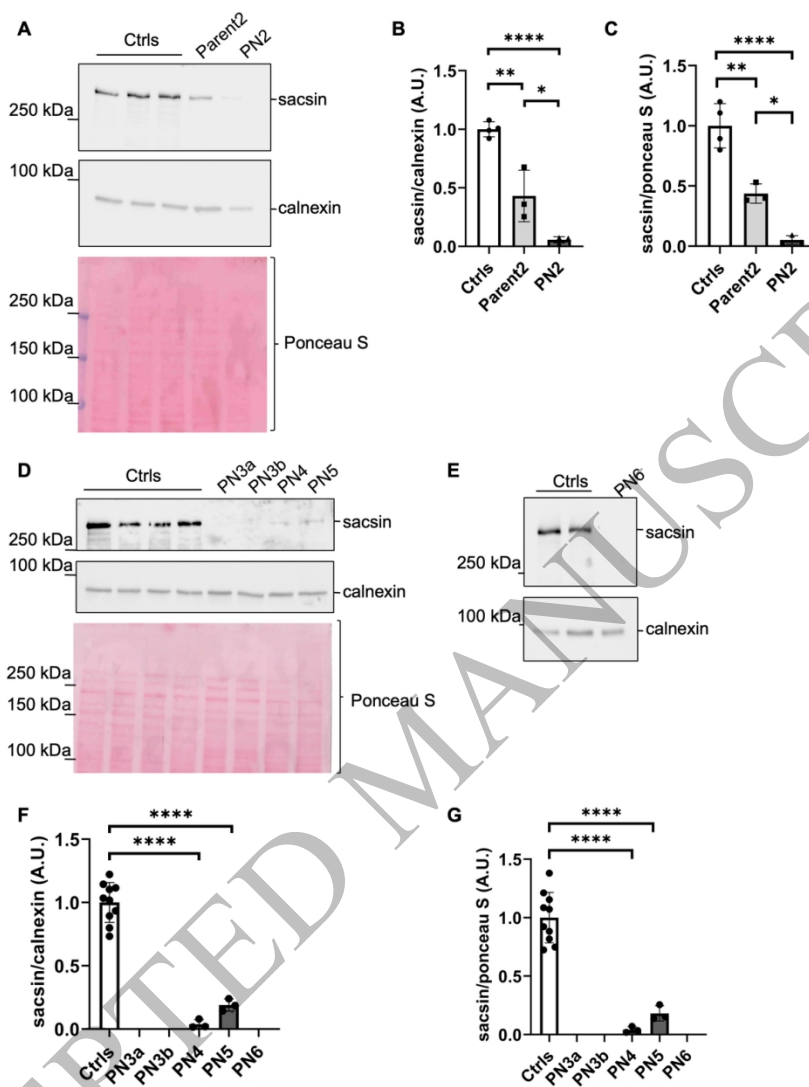 A
Ctrls
Parent2
PN2
250 kDa
sacsin
100 kDa
calnexin
250 kDa
150 kDa
100 kDa
Ponceau S
B
sacsin/calnexin (A.U.)
1.5
1.0
0.5
0.0
****
**
*
Ctrls
Parent2
PN2
C
sacsin/ponceau S (A.U.)
1.5
1.0
0.5
0.0
****
**
*
Ctrls
Parent2
PN2
D
Ctrls
PN3a
PN3b
PN4
PN5
250 kDa
sacsin
100 kDa
calnexin
250 kDa
150 kDa
100 kDa
Ponceau S
E
Ctrls
PN6
sacsin
250 kDa
100 kDa
calnexin
F
sacsin/calnexin (A.U.)
1.5
1.0
0.5
0.0
****
****
Ctrls
PN3a
PN3b
PN4
PN5
PN6
G
sacsin/ponceau S (A.U.)
1.5
1.0
0.5
0.0
****
****
Ctrls
PN3a
PN3b
PN4
PN5
PN6
PTED MANUSC